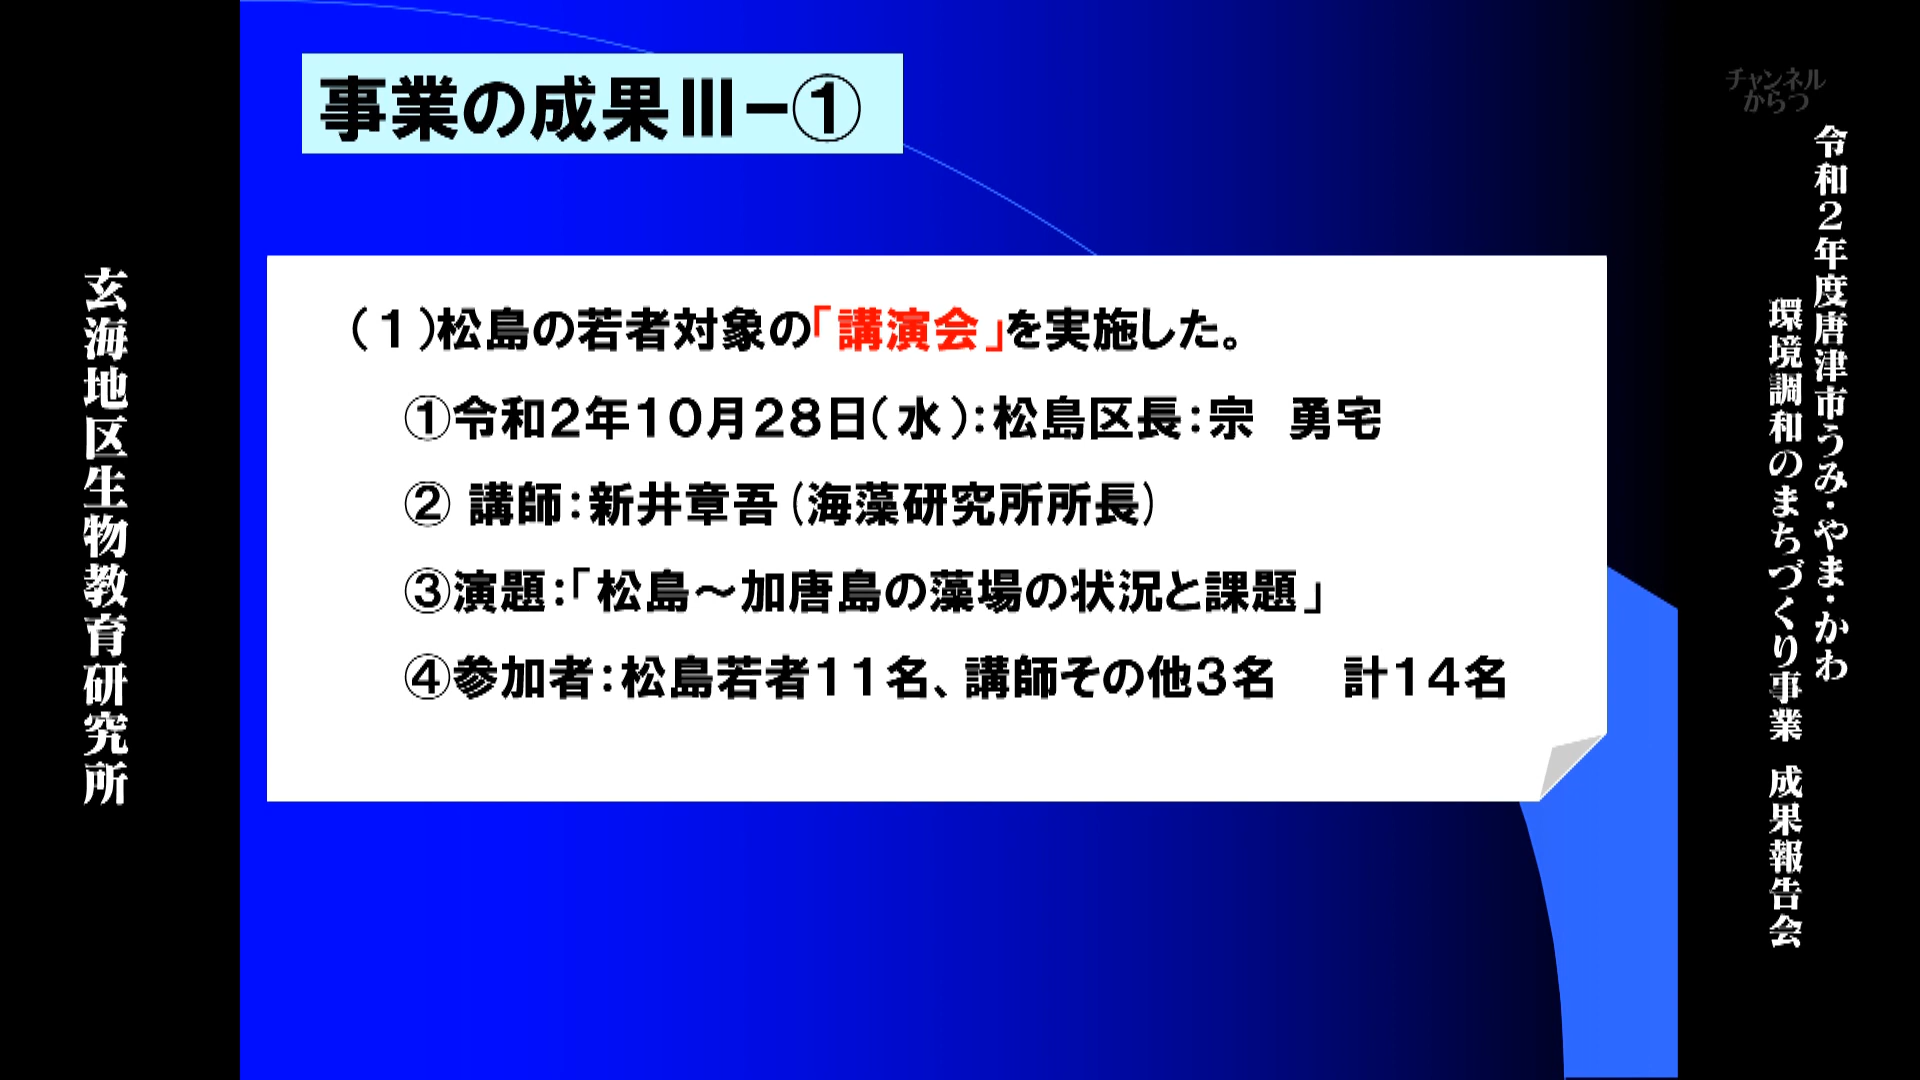 事業の成果Ⅲ－①
（１）松島の若者対象の「講演会」を実施した。
①令和２年１０月２８日（水）：松島区長：宗　勇宅
② 講師：新井章吾（海藻研究所所長）
③演題：「松島～加唐島の藻場の状況と課題」
④参加者：松島若者１１名、講師その他３名　計１４名
チャンネル
からつ
令和２年度唐津市うみ・やま・かわ
環境調和のまちづくり事業 成果報告会
玄海地区生物教育研究所